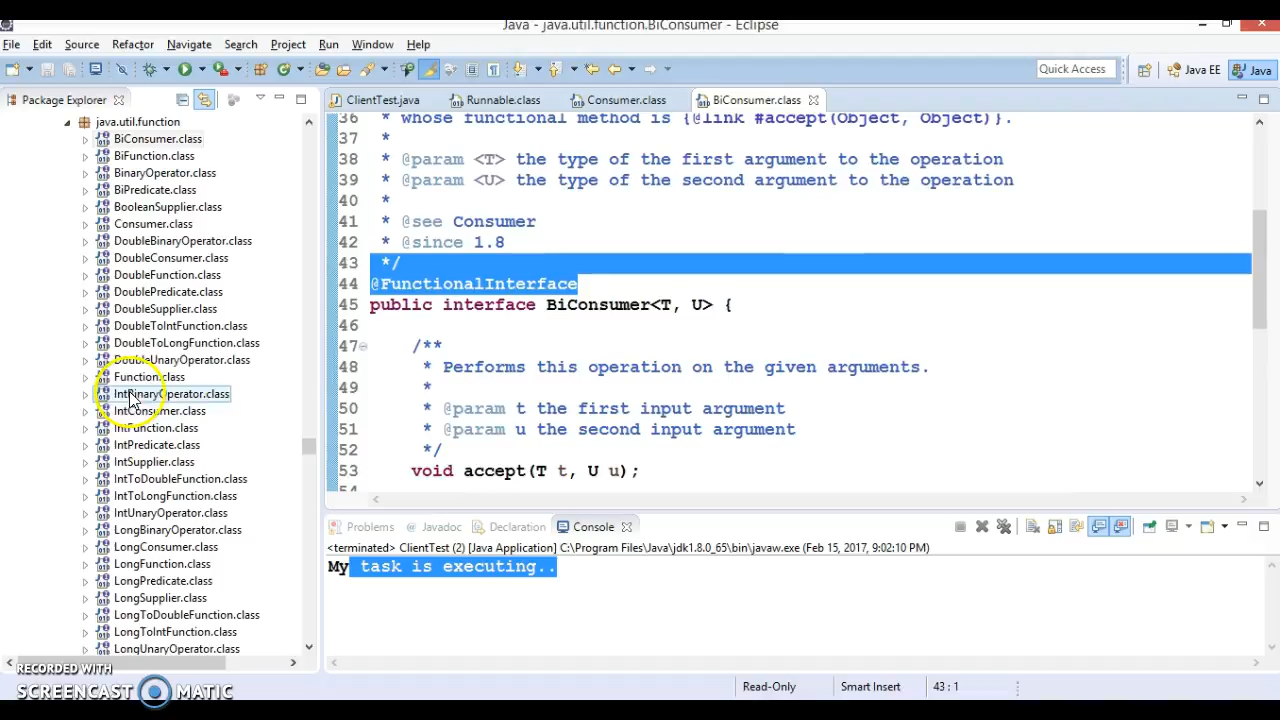 Java - java.util.function.BiConsumer - Eclipse
File Edit Source Refactor Navigate Search Project Run Window Help
Quick Access Java EE Java
Package Explorer
java.util.function
BiConsumer.class
BiFunction.class
BinaryOperator.class
BiPredicate.class
BooleanSupplier.class
Consumer.class
DoubleBinaryOperator.class
DoubleConsumer.class
DoubleFunction.class
DoublePredicate.class
DoubleSupplier.class
DoubleToIntFunction.class
DoubleToLongFunction.class
DoubleUnaryOperator.class
Function.class
IntBinaryOperator.class
IntConsumer.class
IntFunction.class
IntPredicate.class
IntSupplier.class
IntToDoubleFunction.class
IntToLongFunction.class
IntUnaryOperator.class
LongBinaryOperator.class
LongConsumer.class
LongFunction.class
LongPredicate.class
LongSupplier.class
LongToDoubleFunction.class
LongToIntFunction.class
LongUnaryOperator.class
ClientTest.java Runnable.class Consumer.class BiConsumer.class
36 * whose functional method is {@link #accept(Object, Object)}.
37 *
38 * @param <T> the type of the first argument to the operation
39 * @param <U> the type of the second argument to the operation
40 *
41 * @see Consumer
42 * @since 1.8
43 */
44 @FunctionalInterface
45 public interface BiConsumer<T, U> {
46
47 /**
48 * Performs this operation on the given arguments.
49 *
50 * @param t the first input argument
51 * @param u the second input argument
52 */
53 void accept(T t, U u);
54
Problems @ Javadoc Declaration Console
<terminated> ClientTest (2) [Java Application] C:\Program Files\Java\jdk1.8.0_65\bin\javaw.exe (Feb 15, 2017, 9:02:10 PM)
My task is executing..
Read-Only Smart Insert 43 : 1
RECORDED WITH
SCREENCAST MATIC